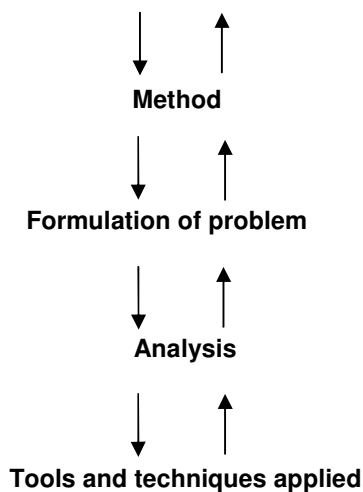 Method
Formulation of problem
Analysis
Tools and techniques applied